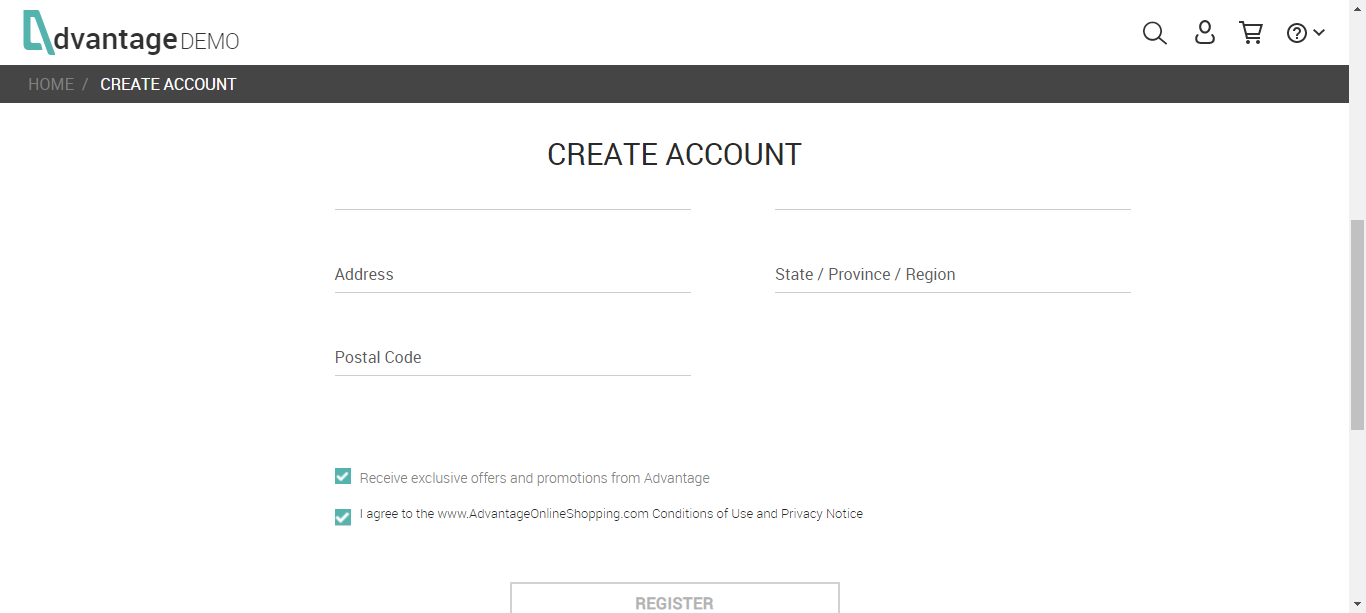 dvantage DEMO
HOME / CREATE ACCOUNT
CREATE ACCOUNT
Address
State / Province / Region
Postal Code
Receive exclusive offers and promotions from Advantage
I agree to the www.AdvantageOnlineShopping.com Conditions of Use and Privacy Notice
REGISTER